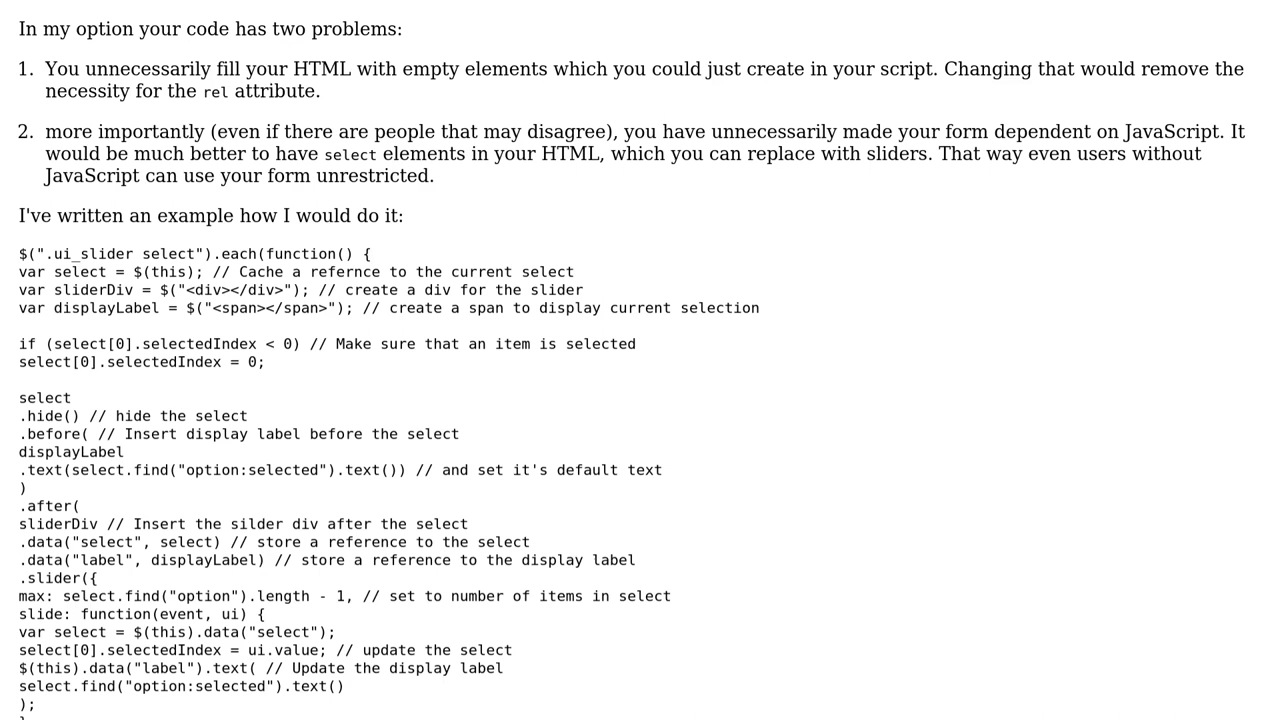 In my option your code has two problems:
1. You unnecessarily fill your HTML with empty elements which you could just create in your script. Changing that would remove the
necessity for the rel attribute.
2. more importantly (even if there are people that may disagree), you have unnecessarily made your form dependent on JavaScript. It
would be much better to have select elements in your HTML, which you can replace with sliders. That way even users without
JavaScript can use your form unrestricted.
I've written an example how I would do it:
$(".ui_slider select").each(function() {
var select = $(this); // Cache a refernce to the current select
var sliderDiv = $("<div></div>"); // create a div for the slider
var displayLabel = $("<span></span>"); // create a span to display current selection
if (select[0].selectedIndex < 0) // Make sure that an item is selected
select[0].selectedIndex = 0;
select
.hide() // hide the select
.before( // Insert display label before the select
displayLabel
.text(select.find("option:selected").text()) // and set it's default text
)
.after(
sliderDiv // Insert the silder div after the select
.data("select", select) // store a reference to the select
.data("label", displayLabel) // store a reference to the display label
.slider({
max: select.find("option").length - 1, // set to number of items in select
slide: function(event, ui) {
var select = $(this).data("select");
select[0].selectedIndex = ui.value; // update the select
$(this).data("label").text( // Update the display label
select.find("option:selected").text()
);
}